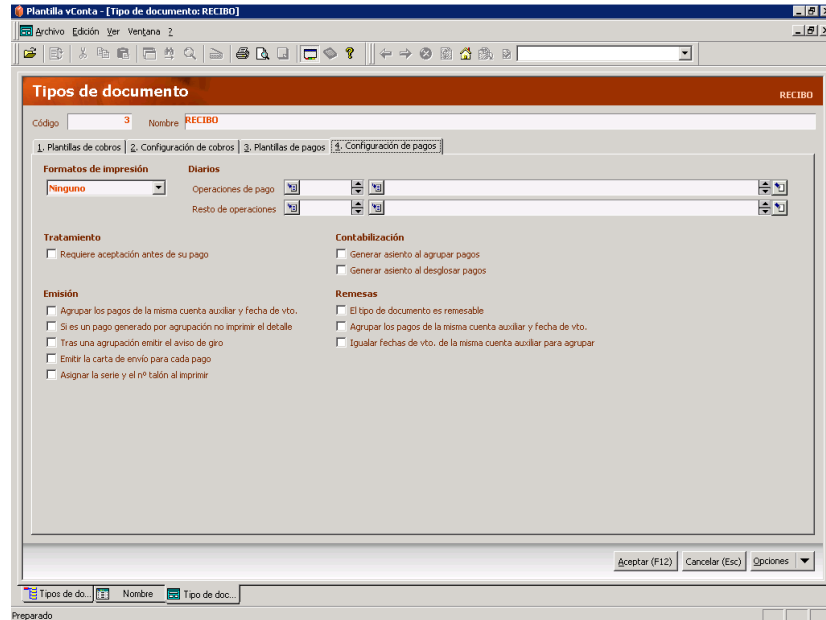 Plantilla vConta - [Tipo de documento: RECIBO]
Archivo Edición Ver Ventana ?
Tipos de documento
RECIBO
Código 3 Nombre RECIBO
1. Plantillas de cobros 2. Configuración de cobros 3. Plantillas de pagos 4. Configuración de pagos
Formatos de impresión Diarios
Ninguno Operaciones de pago
Resto de operaciones
Tratamiento Contabilización
Requiere aceptación antes de su pago Generar asiento al agrupar pagos
Generar asiento al desglosar pagos
Emisión Remesas
Agrupar los pagos de la misma cuenta auxiliar y fecha de vto. El tipo de documento es remesable
Si es un pago generado por agrupación no imprimir el detalle Agrupar los pagos de la misma cuenta auxiliar y fecha de vto.
Tras una agrupación emitir el aviso de giro Igualar fechas de vto. de la misma cuenta auxiliar para agrupar
Emitir la carta de envío para cada pago
Asignar la serie y el nº talón al imprimir
Aceptar (F12) Cancelar (Esc) Opciones
Tipos de do... Nombre Tipo de doc...
Preparado